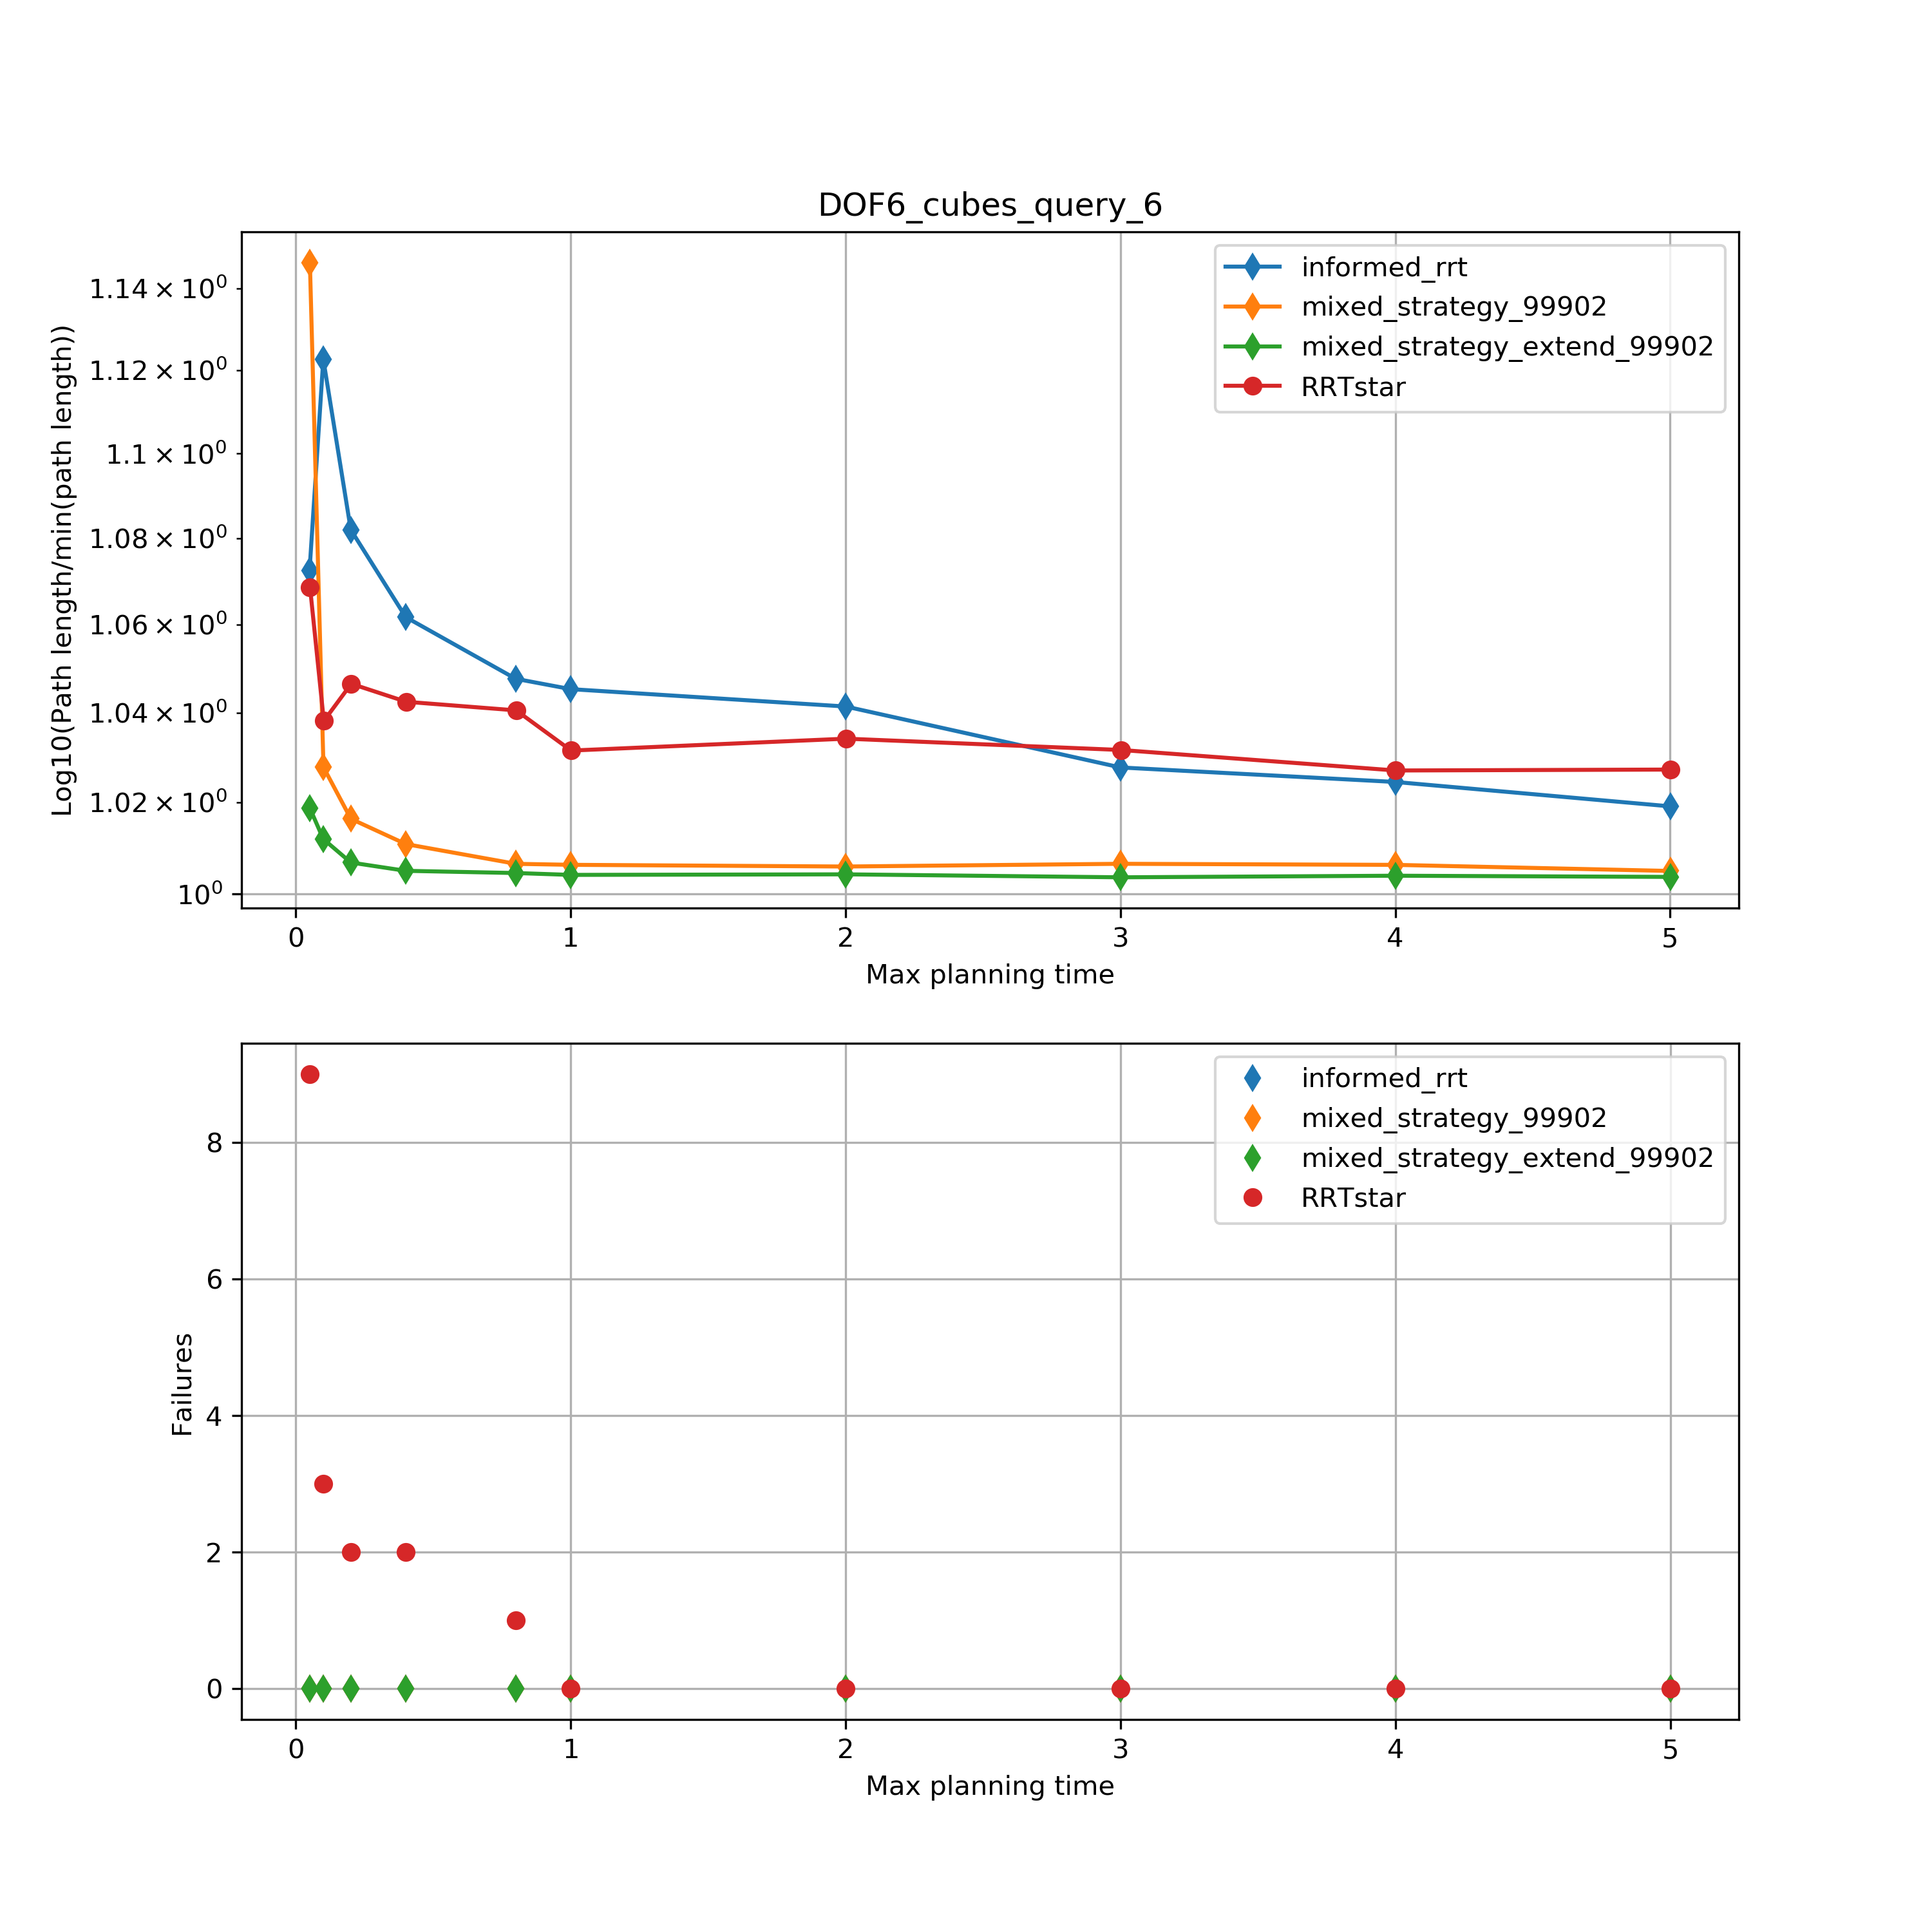 DOF6_cubes_query_6
Log10(Path length/min(path length))
1.14 × 10⁰
1.12 × 10⁰
1.1 × 10⁰
1.08 × 10⁰
1.06 × 10⁰
1.04 × 10⁰
1.02 × 10⁰
10⁰
informed_rrt
mixed_strategy_99902
mixed_strategy_extend_99902
RRTstar
0 1 2 3 4 5
Max planning time
Failures
8
6
4
2
0
informed_rrt
mixed_strategy_99902
mixed_strategy_extend_99902
RRTstar
0 1 2 3 4 5
Max planning time